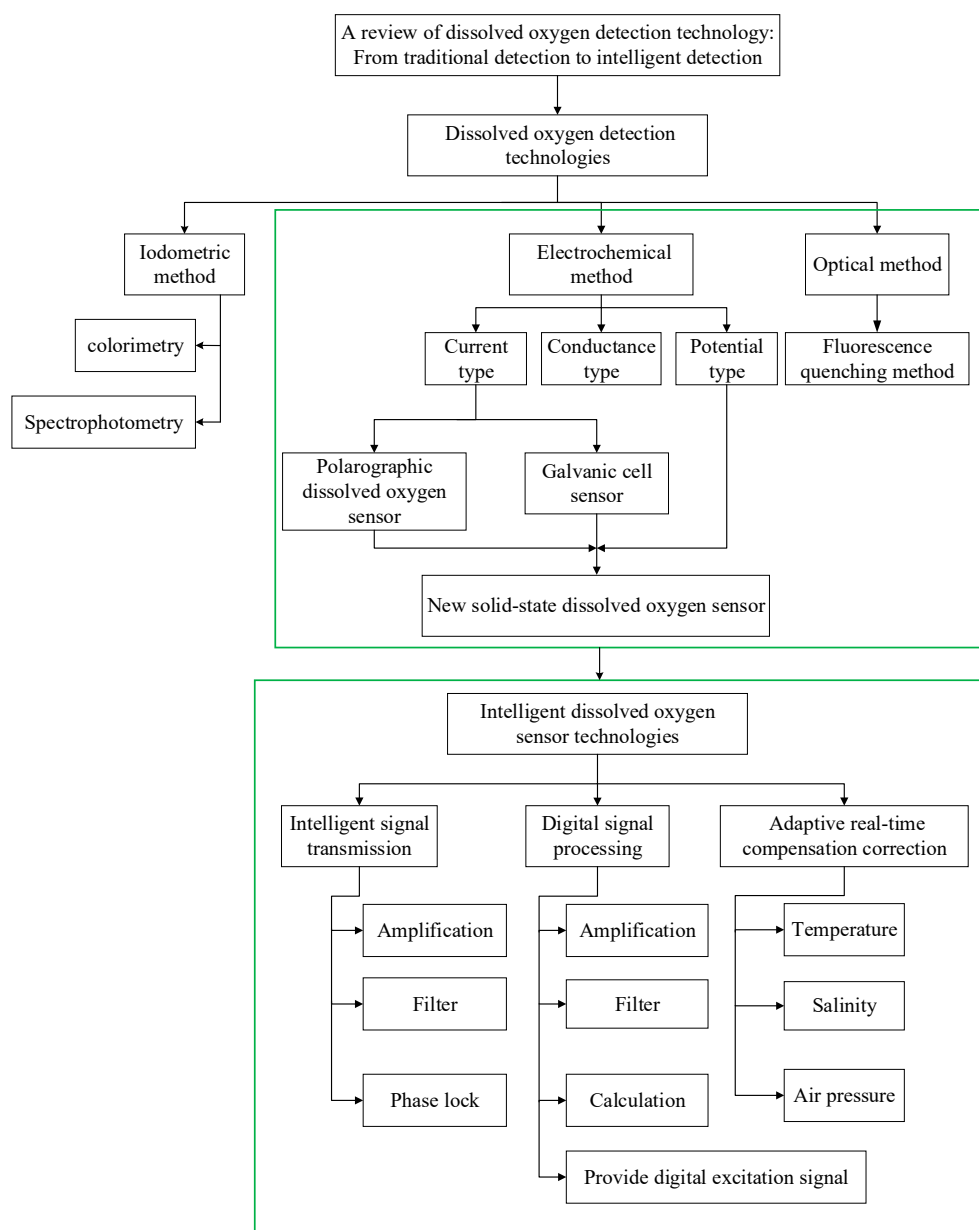 A review of dissolved oxygen detection technology:
From traditional detection to intelligent detection
Dissolved oxygen detection
technologies
Iodometric
method
Electrochemical
method
Optical method
colorimetry
Spectrophotometry
Current
type
Conductance
type
Potential
type
Fluorescence
quenching method
Polarographic
dissolved oxygen
sensor
Galvanic cell
sensor
New solid-state dissolved oxygen sensor
Intelligent dissolved oxygen
sensor technologies
Intelligent signal
transmission
Digital signal
processing
Adaptive real-time
compensation correction
Amplification
Filter
Phase lock
Amplification
Filter
Calculation
Provide digital excitation signal
Temperature
Salinity
Air pressure